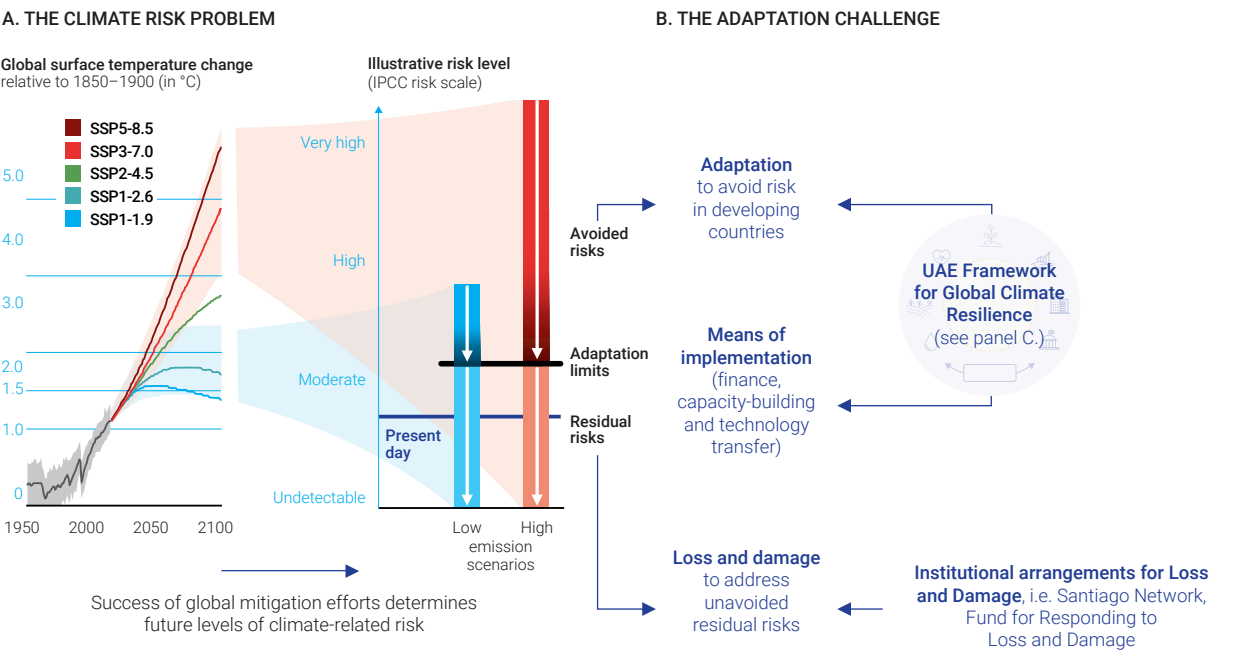 A. THE CLIMATE RISK PROBLEM
Global surface temperature change
relative to 1850–1900 (in °C)
SSP5-8.5
SSP3-7.0
SSP2-4.5
SSP1-2.6
SSP1-1.9
5.0
4.0
3.0
2.0
1.5
1.0
0
1950
2000
2050
2100
Illustrative risk level
(IPCC risk scale)
Very high
High
Moderate
Undetectable
Present
day
Low
High
emission
scenarios
Avoided
risks
Adaptation
limits
Residual
risks
Success of global mitigation efforts determines
future levels of climate-related risk
B. THE ADAPTATION CHALLENGE
Adaptation
to avoid risk
in developing
countries
Means of
implementation
(finance,
capacity-building
and technology
transfer)
UAE Framework
for Global Climate
Resilience
(see panel C.)
Loss and damage
to address
unavoided
residual risks
Institutional arrangements for Loss
and Damage, i.e. Santiago Network,
Fund for Responding to
Loss and Damage